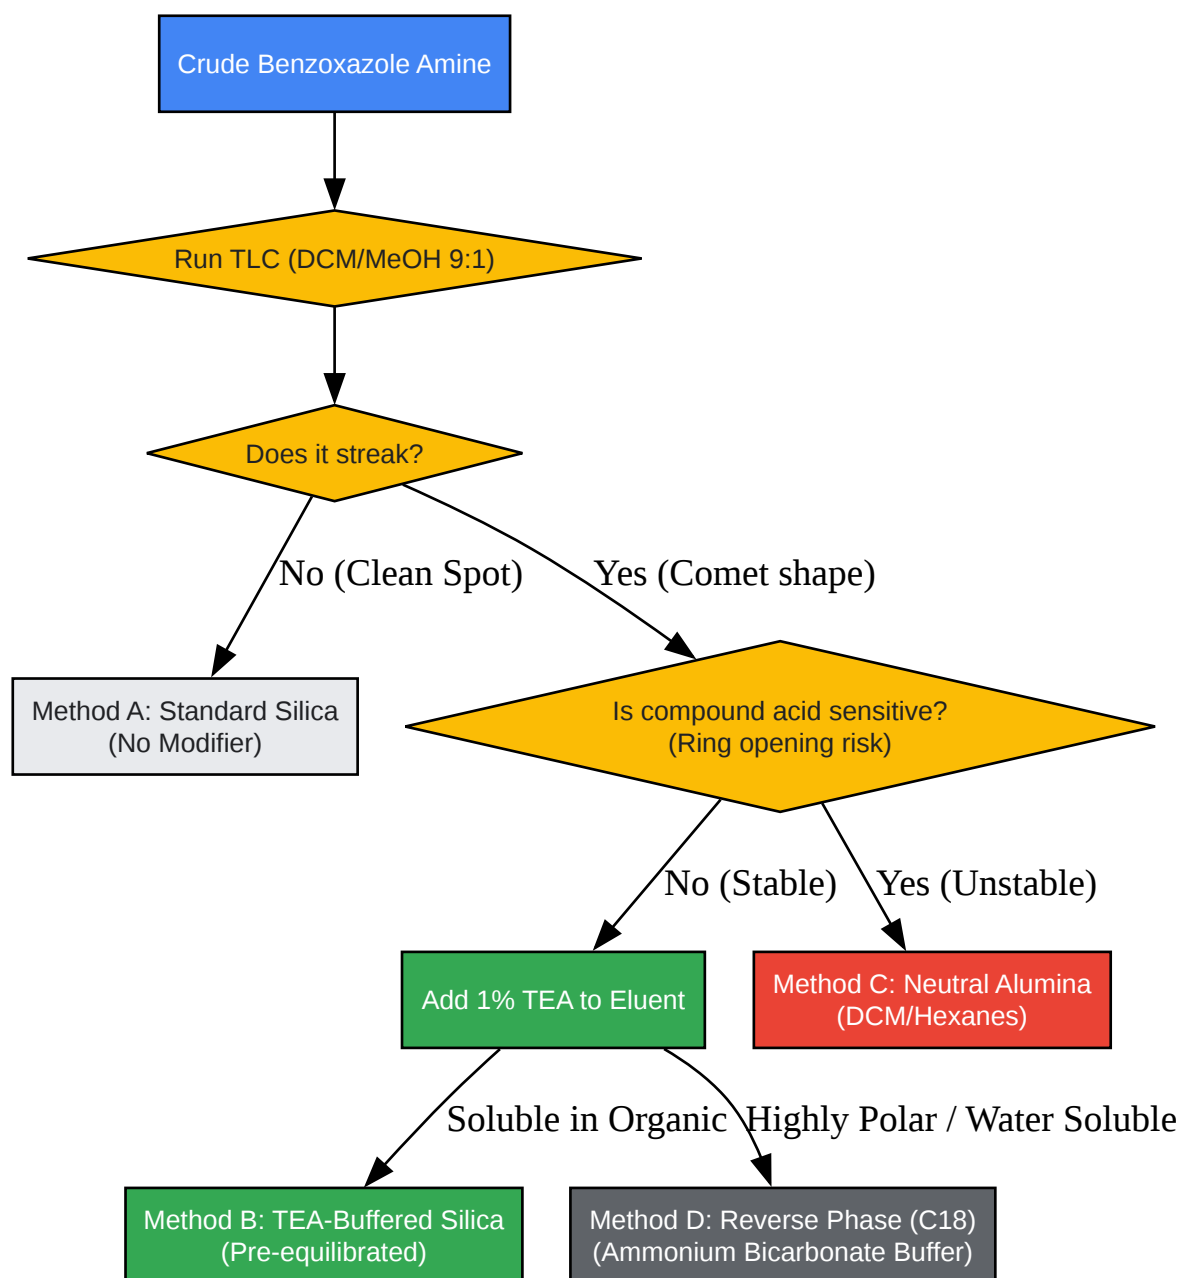 Crude Benzoxazole Amine
Run TLC (DCM/MeOH 9:1)
Does it streak?
No (Clean Spot)
Yes (Comet shape)
Method A: Standard Silica
(No Modifier)
Is compound acid sensitive?
(Ring opening risk)
No (Stable)
Yes (Unstable)
Add 1% TEA to Eluent
Method C: Neutral Alumina
(DCM/Hexanes)
Soluble in Organic
Highly Polar / Water Soluble
Method B: TEA-Buffered Silica
(Pre-equilibrated)
Method D: Reverse Phase (C18)
(Ammonium Bicarbonate Buffer)